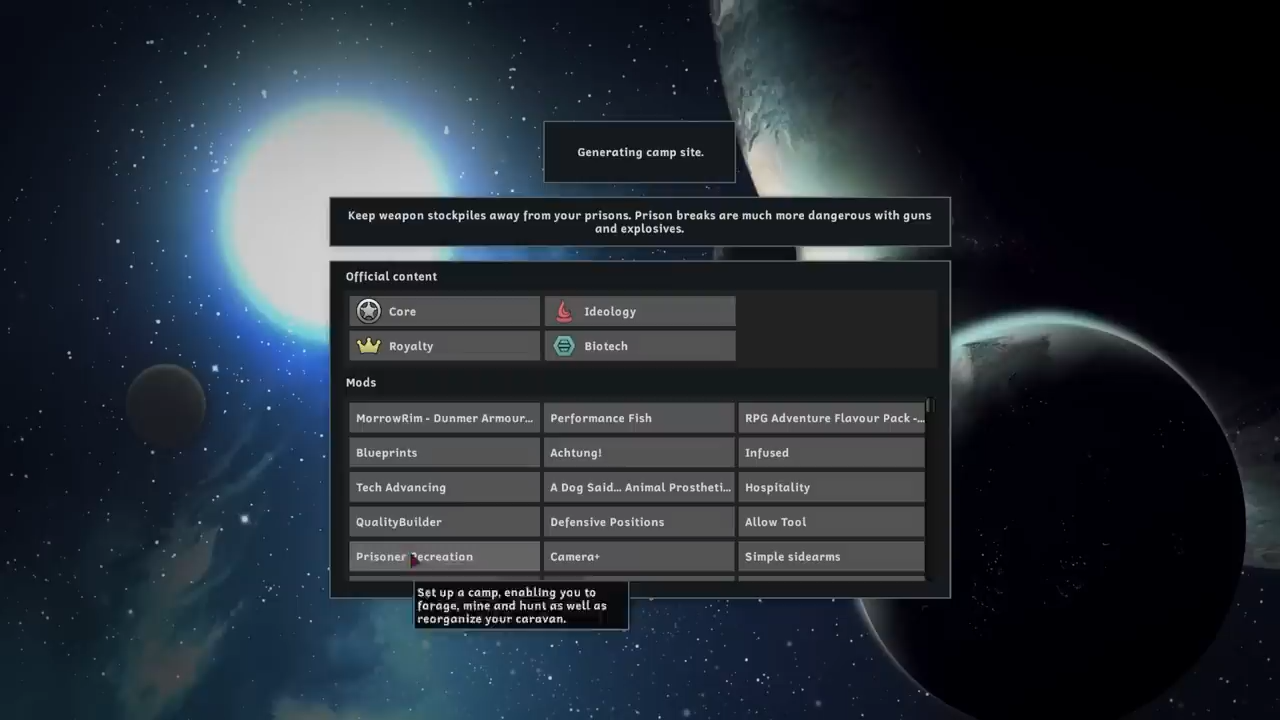 Generating camp site.
Keep weapon stockpiles away from your prisons. Prison breaks are much more dangerous with guns
and explosives.
Official content
Core
Ideology
Royalty
Biotech
Mods
MorrowRim - Dunmer Armour...
Performance Fish
RPG Adventure Flavour Pack -...
Blueprints
Achtung!
Infused
Tech Advancing
A Dog Said... Animal Prostheti...
Hospitality
QualityBuilder
Defensive Positions
Allow Tool
Prisoner Recreation
Camera+
Simple sidearms
Set up a camp, enabling you to
forage, mine and hunt as well as
reorganize your caravan.